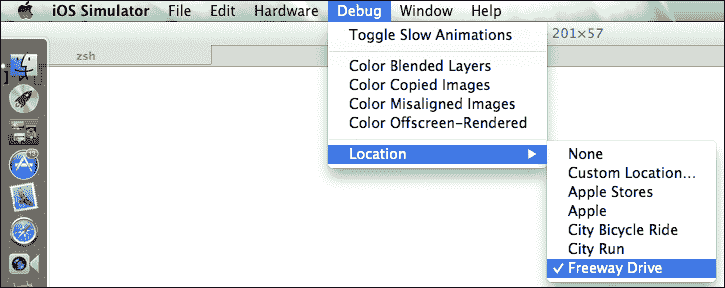 iOS Simulator File Edit Hardware Debug Window Help
201×57
zsh
Toggle Slow Animations
Color Blended Layers
Color Copied Images
Color Misaligned Images
Color Offscreen-Rendered
Location
None
Custom Location...
Apple Stores
Apple
City Bicycle Ride
City Run
✓ Freeway Drive